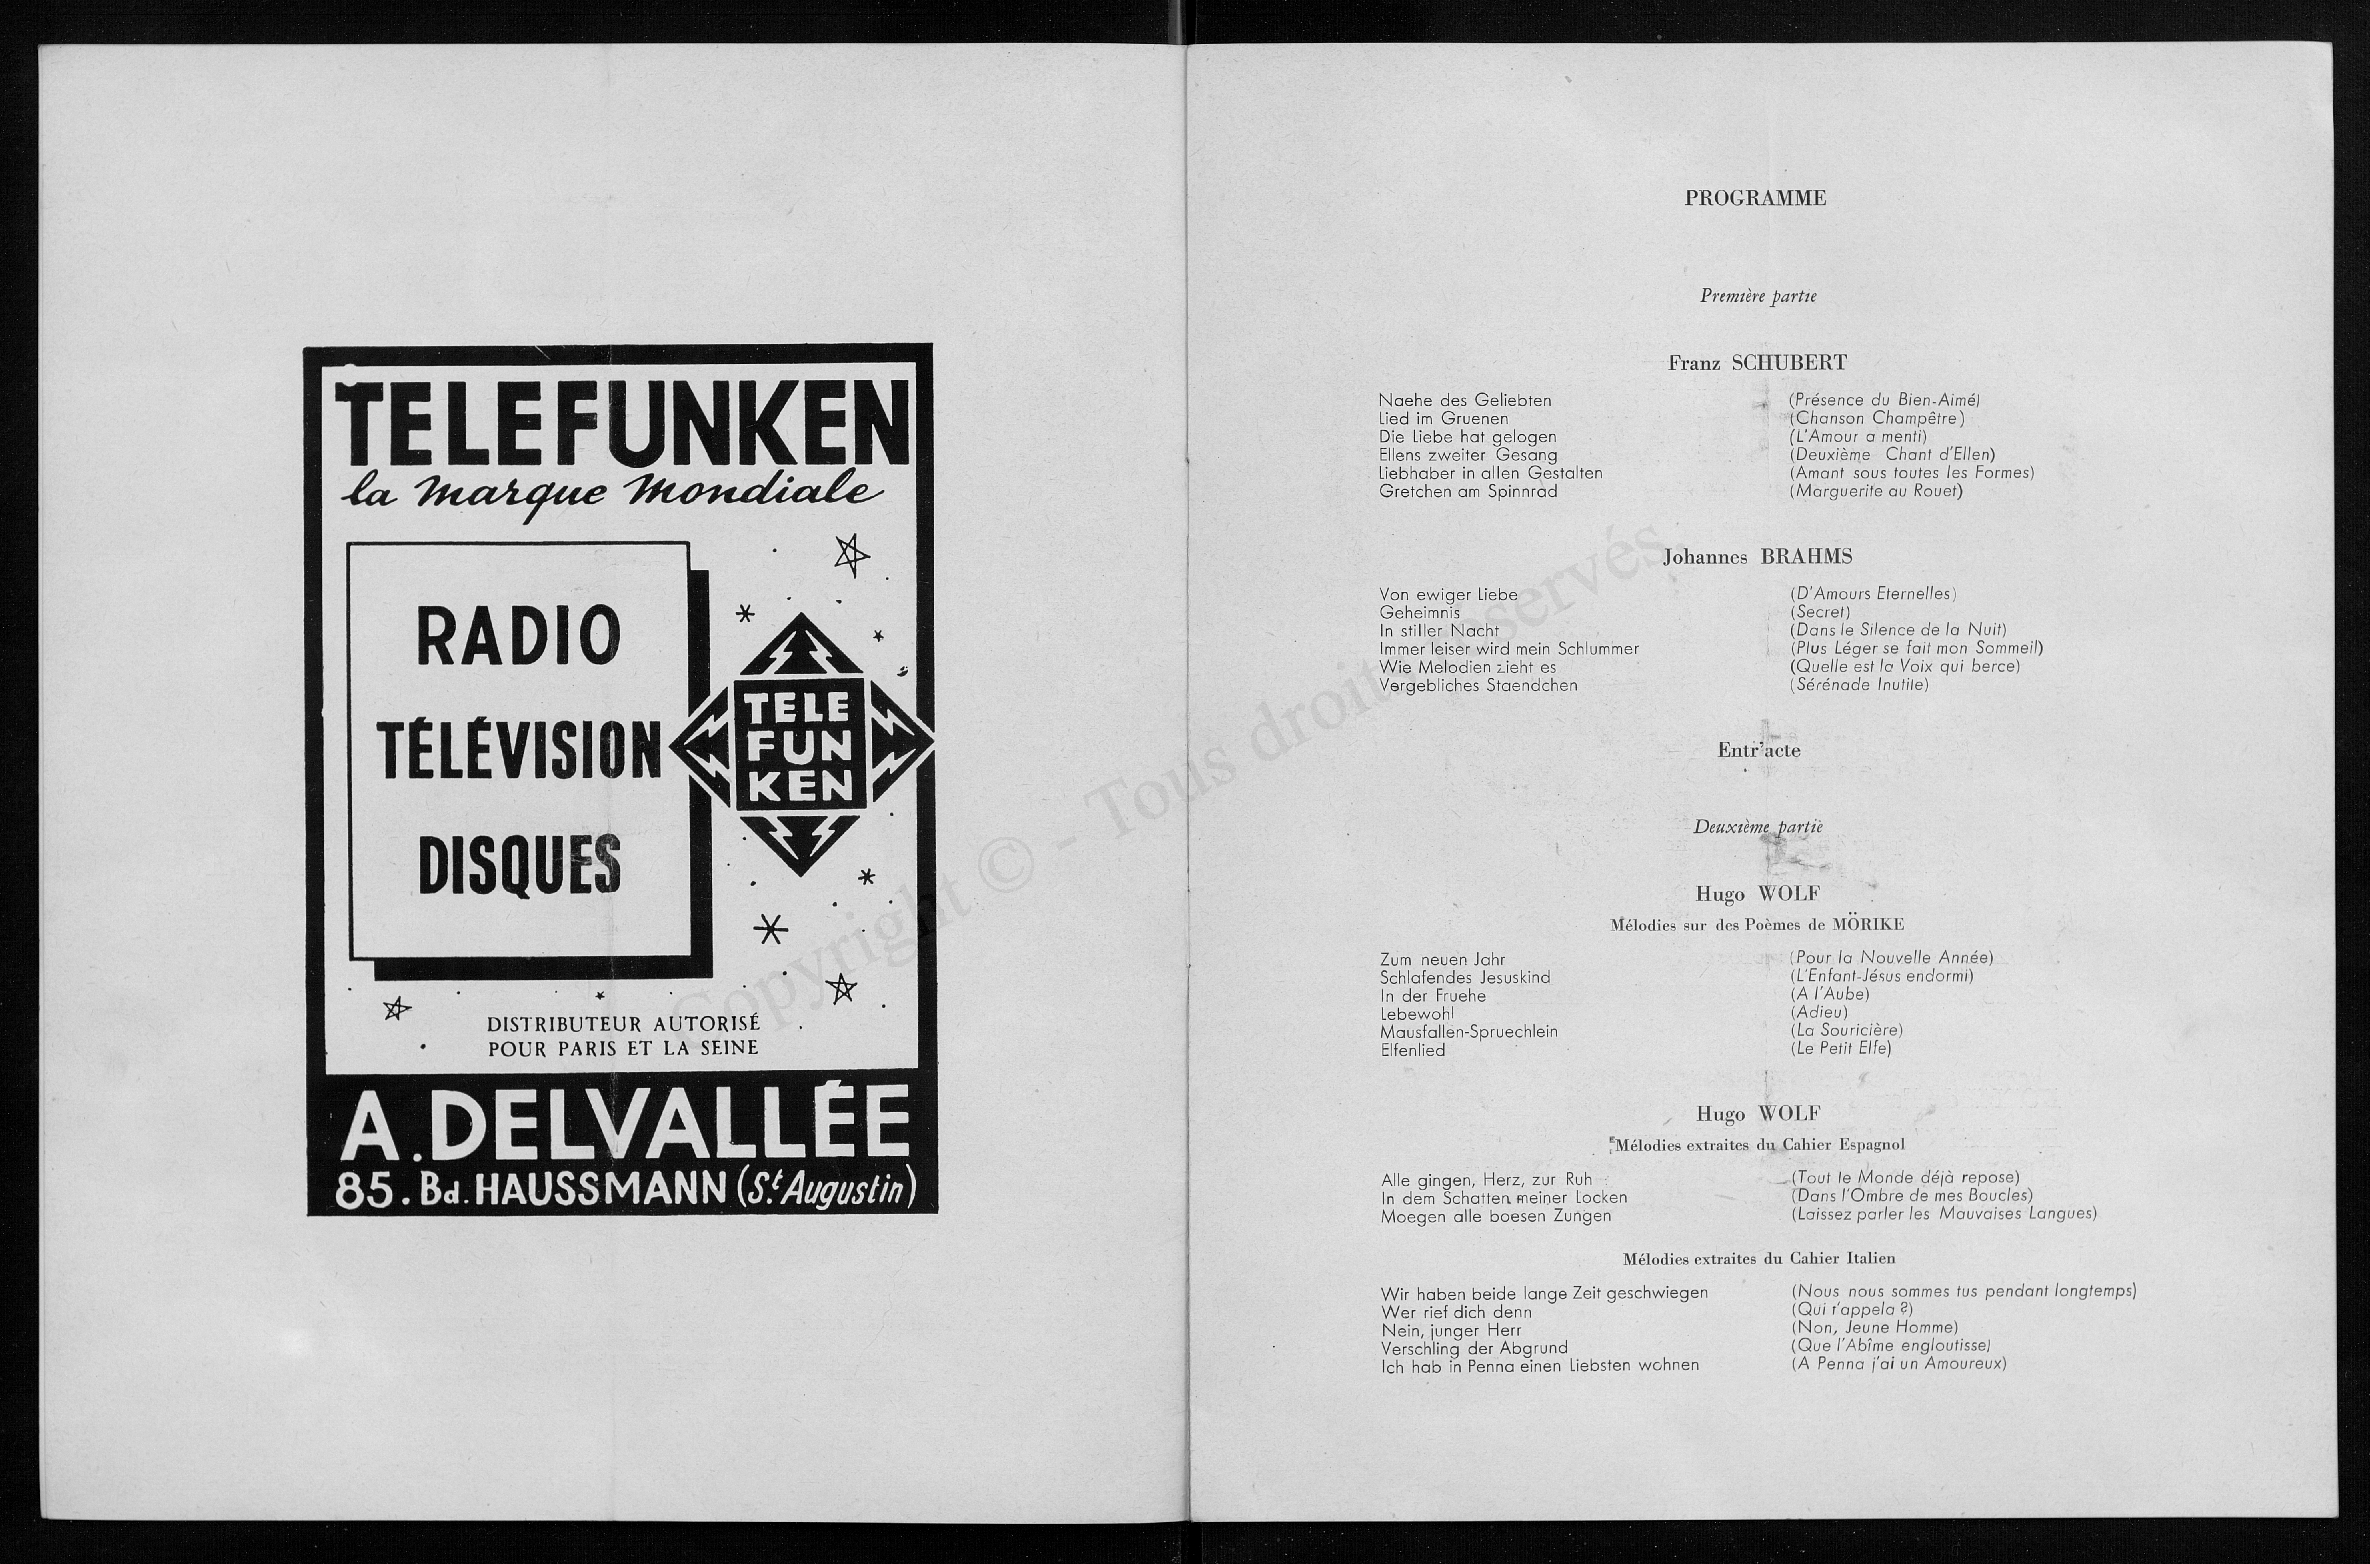 TELEFUNKEN
la marque mondiale
RADIO
TÉLÉVISION
DISQUES
TELE
FUN
KEN
DISTRIBUTEUR AUTORISÉ
POUR PARIS ET LA SEINE
A. DELVALLÉE
85. Bd. HAUSSMANN (St Augustin)
Copyright © - Tous droits réservés
PROGRAMME
Première partie
Franz SCHUBERT
Naehe des Geliebten (Présence du Bien-Aimé)
Lied im Gruenen (Chanson Champêtre)
Die Liebe hat gelogen (L'Amour a menti)
Ellens zweiter Gesang (Deuxième Chant d'Ellen)
Liebhaber in allen Gestalten (Amant sous toutes les Formes)
Gretchen am Spinnrad (Marguerite au Rouet)
Johannes BRAHMS
Von ewiger Liebe (D'Amours Eternelles)
Geheimnis (Secret)
In stiller Nacht (Dans le Silence de la Nuit)
Immer leiser wird mein Schlummer (Plus Léger se fait mon Sommeil)
Wie Melodien zieht es (Quelle est la Voix qui berce)
Vergebliches Staendchen (Sérénade Inutile)
Entr'acte
Deuxième partie
Hugo WOLF
Mélodies sur des Poèmes de MÖRIKE
Zum neuen Jahr (Pour la Nouvelle Année)
Schlafendes Jesuskind (L'Enfant-Jésus endormi)
In der Fruehe (A l'Aube)
Lebewohl (Adieu)
Mausfallen-Spruechlein (La Souricière)
Elfenlied (Le Petit Elfe)
Hugo WOLF
Mélodies extraites du Cahier Espagnol
Alle gingen, Herz, zur Ruh (Tout le Monde déjà repose)
In dem Schatten meiner Locken (Dans l'Ombre de mes Boucles)
Moegen alle boesen Zungen (Laissez parler les Mauvaises Langues)
Mélodies extraites du Cahier Italien
Wir haben beide lange Zeit geschwiegen (Nous nous sommes tus pendant longtemps)
Wer rief dich denn (Qui t'appela ?)
Nein, junger Herr (Non, Jeune Homme)
Verschling der Abgrund (Que l'Abîme engloutisse)
Ich hab in Penna einen Liebsten wohnen (A Penna j'ai un Amoureux)